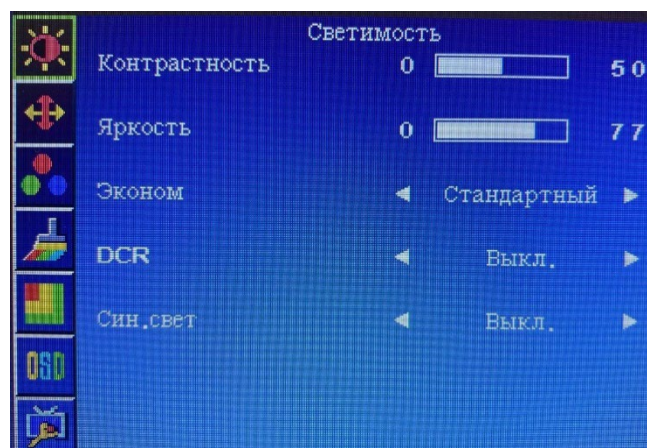 Светимость
Контрастность 0 50
Яркость 0 77
Эконом Стандартный
DCR Выкл.
Син.свет Выкл.
OSD